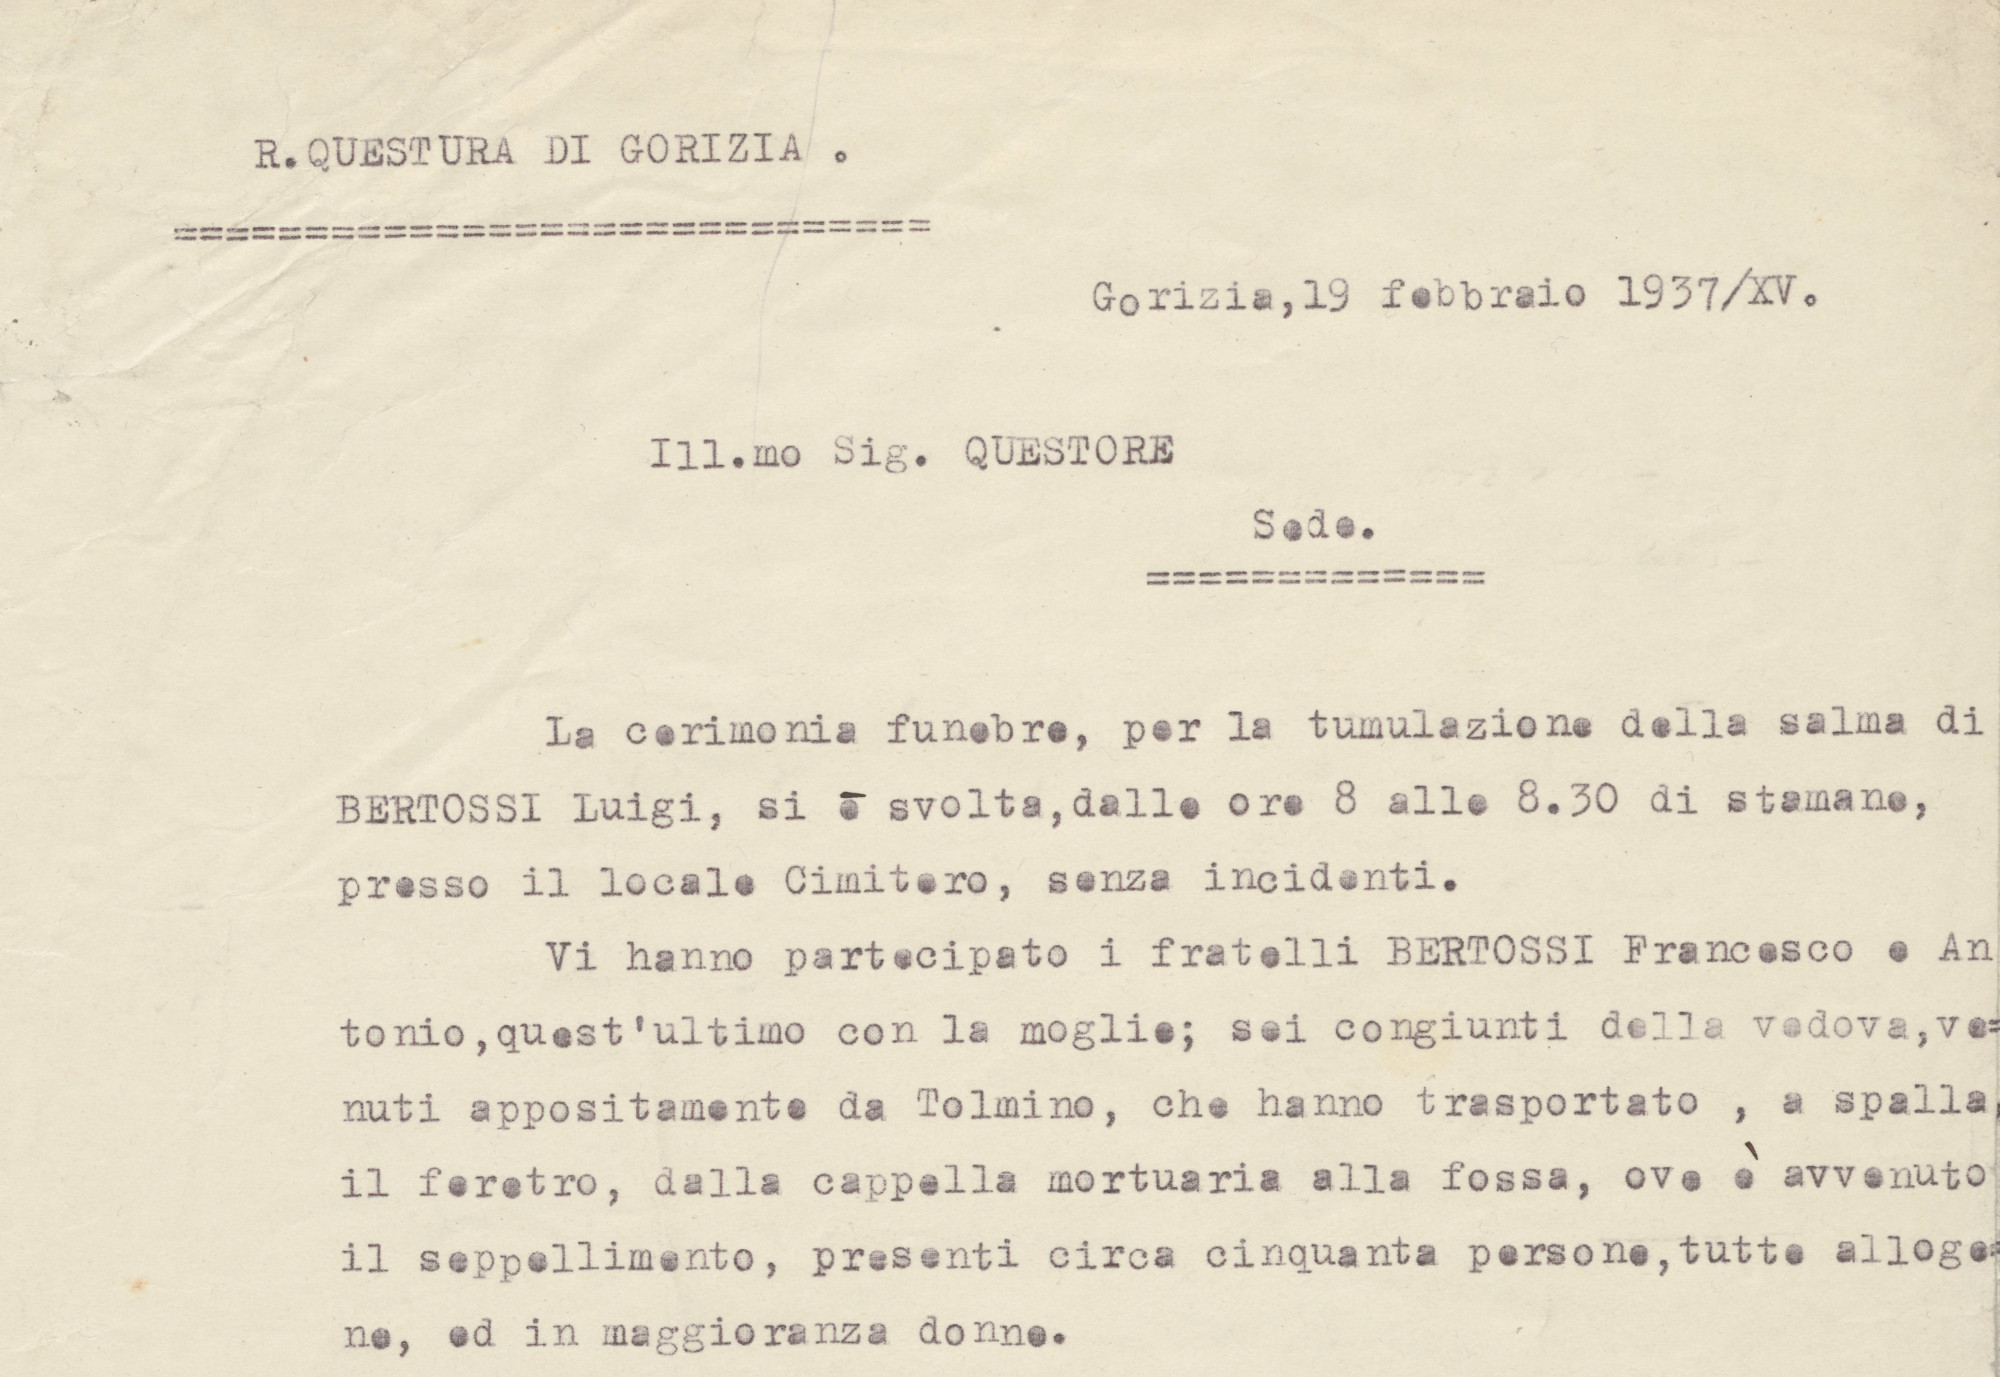 R.QUESTURA DI GORIZIA .
=============================
Gorizia,19 febbraio 1937/XV.
Ill.mo Sig. QUESTORE
Sede.
=============
La cerimonia funebre, per la tumulazione della salma di
BERTOSSI Luigi, si è svolta,dalle ore 8 alle 8.30 di stamane,
presso il locale Cimitero, senza incidenti.
Vi hanno partecipato i fratelli BERTOSSI Francesco e An
tonio,quest'ultimo con la moglie; sei congiunti della vedova,ve=
nuti appositamente da Tolmino, che hanno trasportato , a spalla,
il feretro, dalla cappella mortuaria alla fossa, ove è avvenuto
il seppellimento, presenti circa cinquanta persone,tutte alloge=
ne, ed in maggioranza donne.